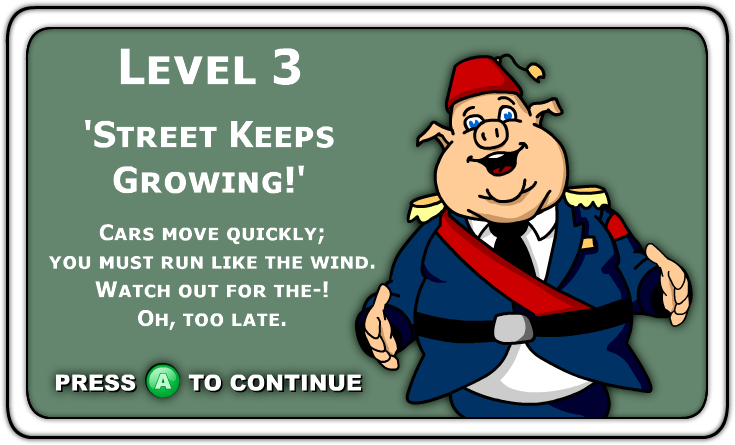 Level 3
'Street Keeps
Growing!'
Cars move quickly;
you must run like the wind.
Watch out for the-!
Oh, too late.
PRESS A TO CONTINUE